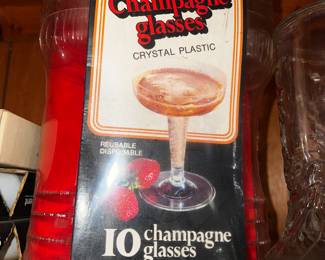 Champagne
glasses
CRYSTAL PLASTIC
REUSABLE
DISPOSABLE
10 champagne
glasses